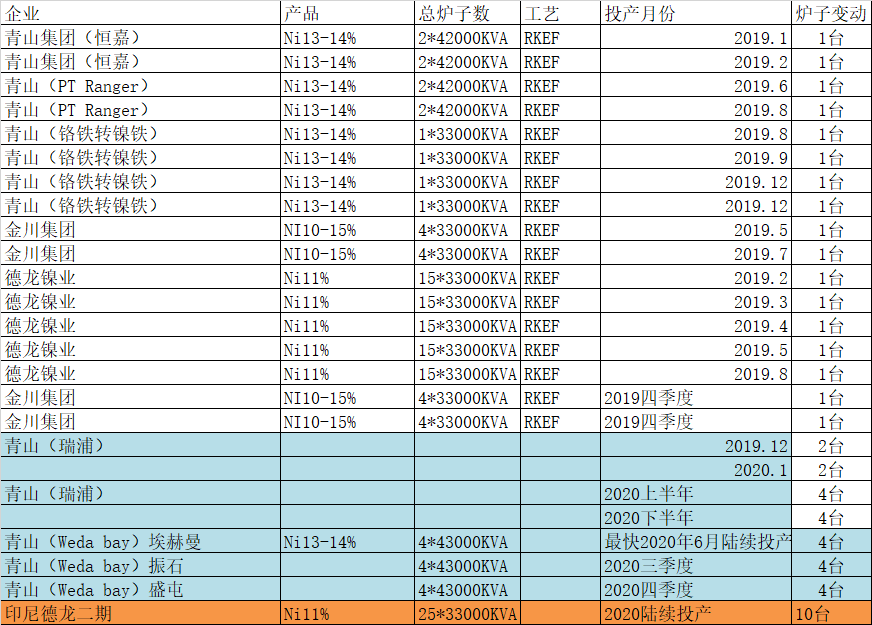 企业 产品 总炉子数 工艺 投产月份 炉子变动
青山集团（恒嘉） Ni13-14% 2*42000KVA RKEF 2019.1 1台
青山集团（恒嘉） Ni13-14% 2*42000KVA RKEF 2019.2 1台
青山（PT Ranger） Ni13-14% 2*42000KVA RKEF 2019.6 1台
青山（PT Ranger） Ni13-14% 2*42000KVA RKEF 2019.8 1台
青山（铬铁转镍铁） Ni13-14% 1*33000KVA RKEF 2019.8 1台
青山（铬铁转镍铁） Ni13-14% 1*33000KVA RKEF 2019.9 1台
青山（铬铁转镍铁） Ni13-14% 1*33000KVA RKEF 2019.12 1台
青山（铬铁转镍铁） Ni13-14% 1*33000KVA RKEF 2019.12 1台
金川集团 NI10-15% 4*33000KVA RKEF 2019.5 1台
金川集团 NI10-15% 4*33000KVA RKEF 2019.7 1台
德龙镍业 Ni11% 15*33000KVA RKEF 2019.2 1台
德龙镍业 Ni11% 15*33000KVA RKEF 2019.3 1台
德龙镍业 Ni11% 15*33000KVA RKEF 2019.4 1台
德龙镍业 Ni11% 15*33000KVA RKEF 2019.5 1台
德龙镍业 Ni11% 15*33000KVA RKEF 2019.8 1台
金川集团 NI10-15% 4*33000KVA RKEF 2019四季度 1台
金川集团 NI10-15% 4*33000KVA RKEF 2019四季度 1台
青山（瑞浦） 2019.12 2台
2020.1 2台
青山（瑞浦） 2020上半年 4台
2020下半年 4台
青山（Weda bay）埃赫曼 Ni13-14% 4*43000KVA 最快2020年6月陆续投产 4台
青山（Weda bay）振石 4*43000KVA 2020三季度 4台
青山（Weda bay）盛屯 4*43000KVA 2020四季度 4台
印尼德龙二期 Ni11% 25*33000KVA 2020陆续投产 10台